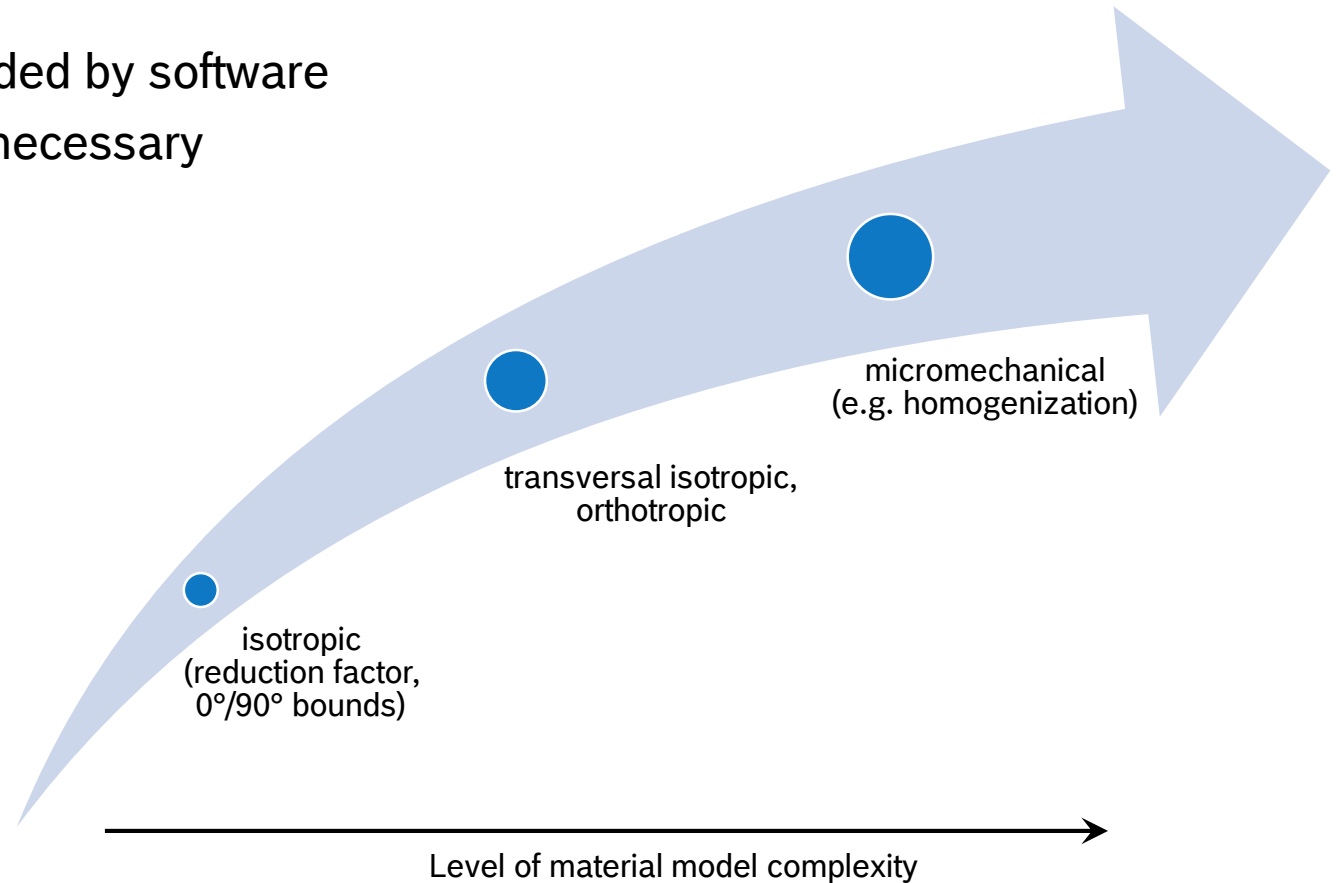 ded by software
necessary
micromechanical
(e.g. homogenization)
transversal isotropic,
orthotropic
isotropic
(reduction factor,
0°/90° bounds)
Level of material model complexity